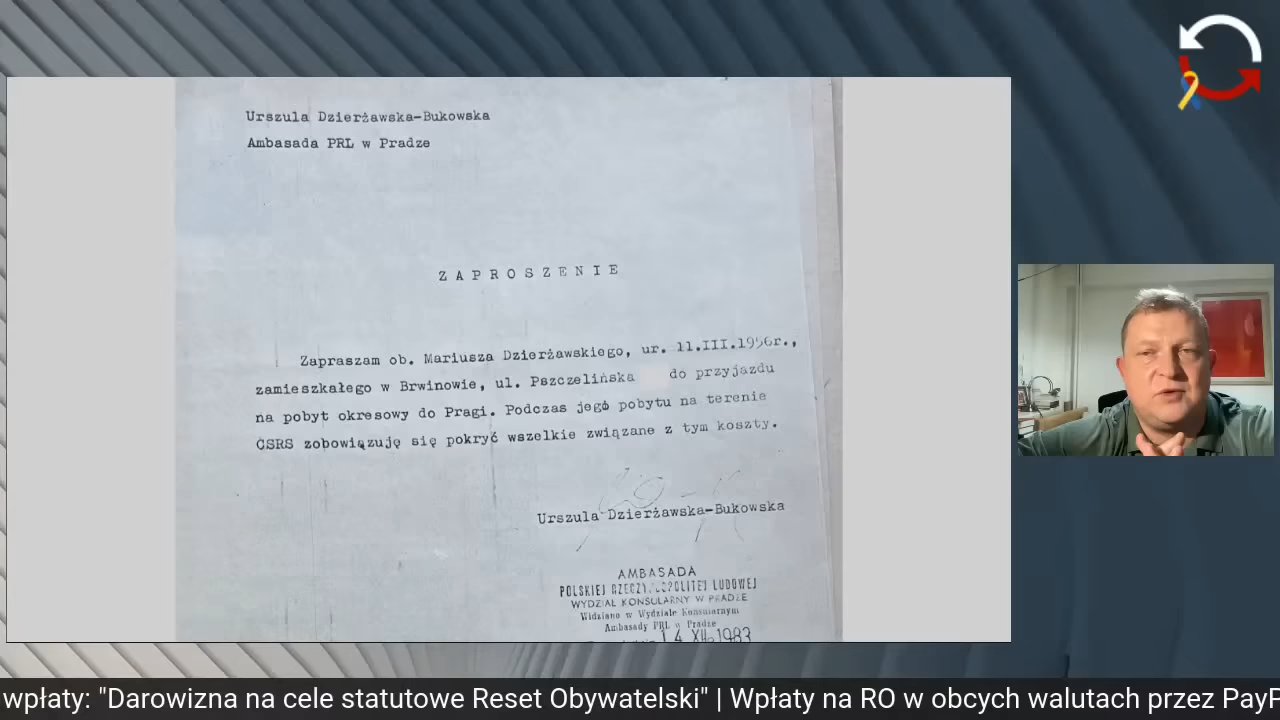 Urszula Dzierżawska-Bukowska
Ambasada PRL w Pradze
ZAPROSZENIE
Zapraszam ob. Mariusza Dzierżawskiego, ur. 11.III.1956r.,
zamieszkałego w Brwinowie, ul. Pszczelińska do przyjazdu
na pobyt okresowy do Pragi. Podczas jego pobytu na terenie
CSRS zobowiązuję się pokryć wszelkie związane z tym koszty.
Urszula Dzierżawska-Bukowska
AMBASADA
POLSKIEJ RZECZYPOSPOLITEJ LUDOWEJ
WYDZIAŁ KONSULARNY W PRADZE
Widziano w Wydziale Konsularnym
Ambasady PRL w Pradze
14 XII 1983
wpłaty: "Darowizna na cele statutowe Reset Obywatelski" | Wpłaty na RO w obcych walutach przez PayP